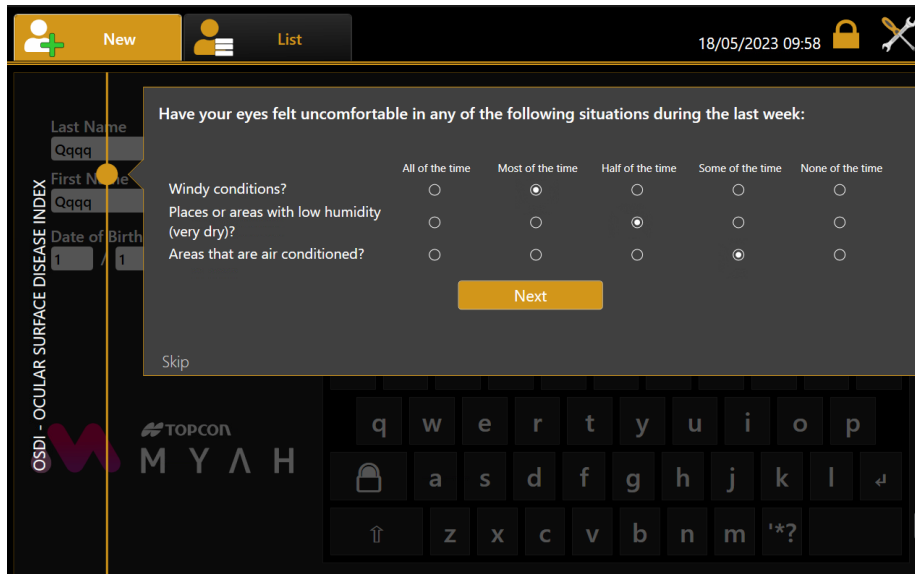 New
List
18/05/2023 09:58
Have your eyes felt uncomfortable in any of the following situations during the last week:
Last Name
Qqqq
First Name
Qqqq
Date of Birth
1 / 1
All of the time Most of the time Half of the time Some of the time None of the time
Windy conditions?
Places or areas with low humidity
(very dry)?
Areas that are air conditioned?
Next
Skip
OSDI - OCULAR SURFACE DISEASE INDEX
TOPCON
MYAH
q w e r t y u i o p
a s d f g h j k l
z x c v b n m '*?